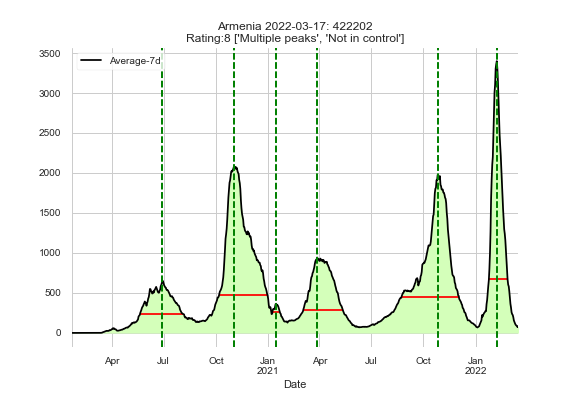 Armenia 2022-03-17: 422202
Rating:8 ['Multiple peaks', 'Not in control']
Average-7d
3500
3000
2500
2000
1500
1000
500
0
Apr Jul Oct Jan Apr Jul Oct Jan
2021 2022
Date